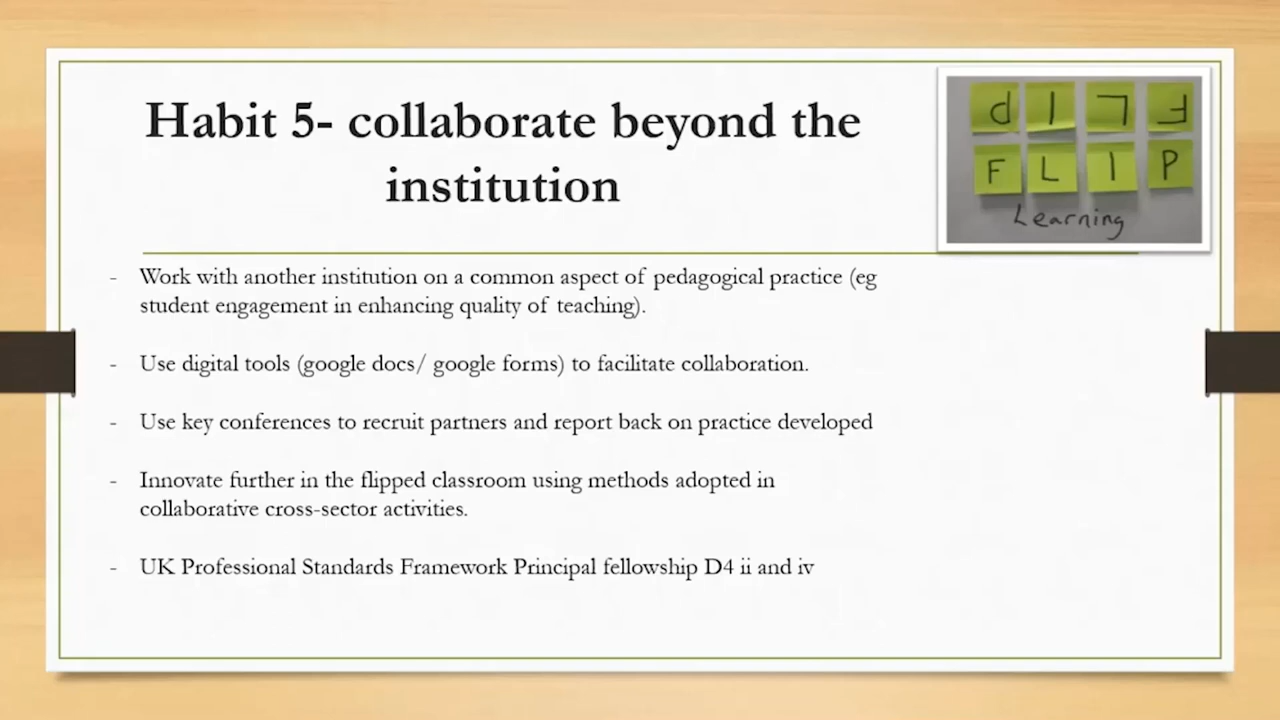 Habit 5- collaborate beyond the
institution
d I L F
F L I P
Learning
- Work with another institution on a common aspect of pedagogical practice (eg
student engagement in enhancing quality of teaching).
- Use digital tools (google docs/ google forms) to facilitate collaboration.
- Use key conferences to recruit partners and report back on practice developed
- Innovate further in the flipped classroom using methods adopted in
collaborative cross-sector activities.
- UK Professional Standards Framework Principal fellowship D4 ii and iv